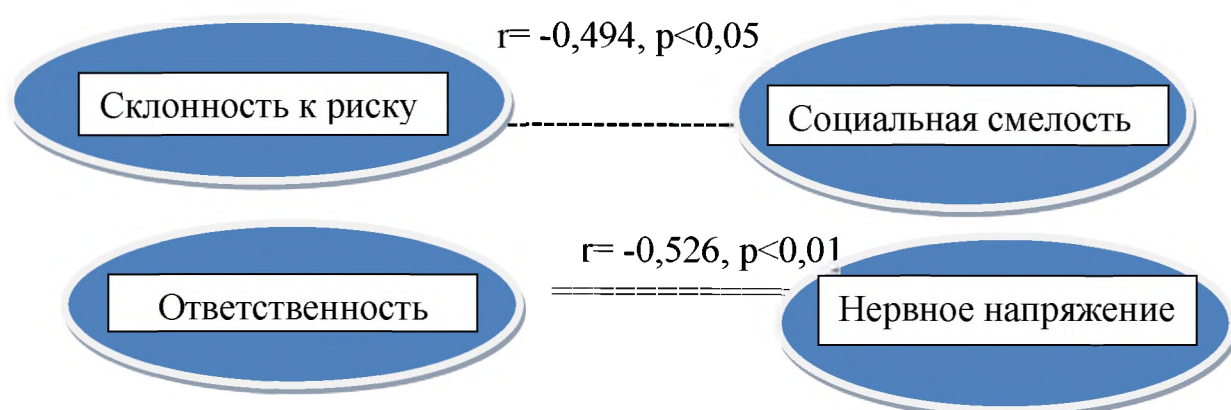 r= -0,494, p<0,05
Склонность к риску
Социальная смелость
r= -0,526, p<0,01
Ответственность
Нервное напряжение